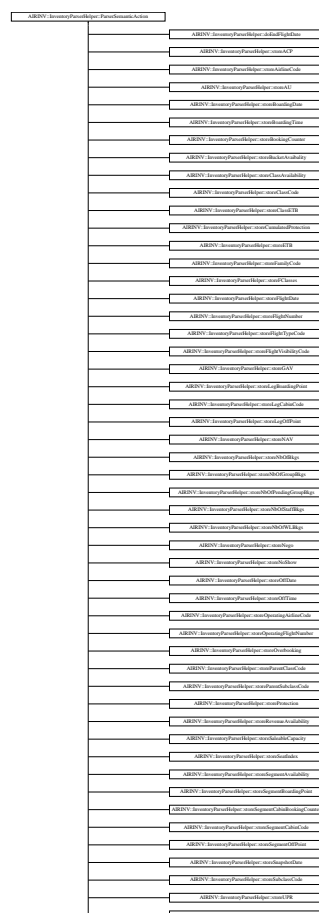 AIRINV::InventoryParserHelper::ParserSemanticAction
AIRINV::InventoryParserHelper::doEndFlightDate
AIRINV::InventoryParserHelper::storeACP
AIRINV::InventoryParserHelper::storeAirlineCode
AIRINV::InventoryParserHelper::storeAU
AIRINV::InventoryParserHelper::storeBoardingDate
AIRINV::InventoryParserHelper::storeBoardingTime
AIRINV::InventoryParserHelper::storeBookingCounter
AIRINV::InventoryParserHelper::storeBucketAvaibality
AIRINV::InventoryParserHelper::storeClassAvailability
AIRINV::InventoryParserHelper::storeClassCode
AIRINV::InventoryParserHelper::storeClassETB
AIRINV::InventoryParserHelper::storeCumulatedProtection
AIRINV::InventoryParserHelper::storeETB
AIRINV::InventoryParserHelper::storeFamilyCode
AIRINV::InventoryParserHelper::storeFClasses
AIRINV::InventoryParserHelper::storeFlightDate
AIRINV::InventoryParserHelper::storeFlightNumber
AIRINV::InventoryParserHelper::storeFlightTypeCode
AIRINV::InventoryParserHelper::storeFlightVisibilityCode
AIRINV::InventoryParserHelper::storeGAV
AIRINV::InventoryParserHelper::storeLegBoardingPoint
AIRINV::InventoryParserHelper::storeLegCabinCode
AIRINV::InventoryParserHelper::storeLegOffPoint
AIRINV::InventoryParserHelper::storeNAV
AIRINV::InventoryParserHelper::storeNbOfBkgs
AIRINV::InventoryParserHelper::storeNbOfGroupBkgs
AIRINV::InventoryParserHelper::storeNbOfPendingGroupBkgs
AIRINV::InventoryParserHelper::storeNbOfStaffBkgs
AIRINV::InventoryParserHelper::storeNbOfWLBkgs
AIRINV::InventoryParserHelper::storeNego
AIRINV::InventoryParserHelper::storeNoShow
AIRINV::InventoryParserHelper::storeOffDate
AIRINV::InventoryParserHelper::storeOffTime
AIRINV::InventoryParserHelper::storeOperatingAirlineCode
AIRINV::InventoryParserHelper::storeOperatingFlightNumber
AIRINV::InventoryParserHelper::storeOverbooking
AIRINV::InventoryParserHelper::storeParentClassCode
AIRINV::InventoryParserHelper::storeParentSubclassCode
AIRINV::InventoryParserHelper::storeProtection
AIRINV::InventoryParserHelper::storeRevenueAvailability
AIRINV::InventoryParserHelper::storeSaleableCapacity
AIRINV::InventoryParserHelper::storeSeatIndex
AIRINV::InventoryParserHelper::storeSegmentAvailability
AIRINV::InventoryParserHelper::storeSegmentBoardingPoint
AIRINV::InventoryParserHelper::storeSegmentCabinBookingCounter
AIRINV::InventoryParserHelper::storeSegmentCabinCode
AIRINV::InventoryParserHelper::storeSegmentOffPoint
AIRINV::InventoryParserHelper::storeSnapshotDate
AIRINV::InventoryParserHelper::storeSubclassCode
AIRINV::InventoryParserHelper::storeUPR